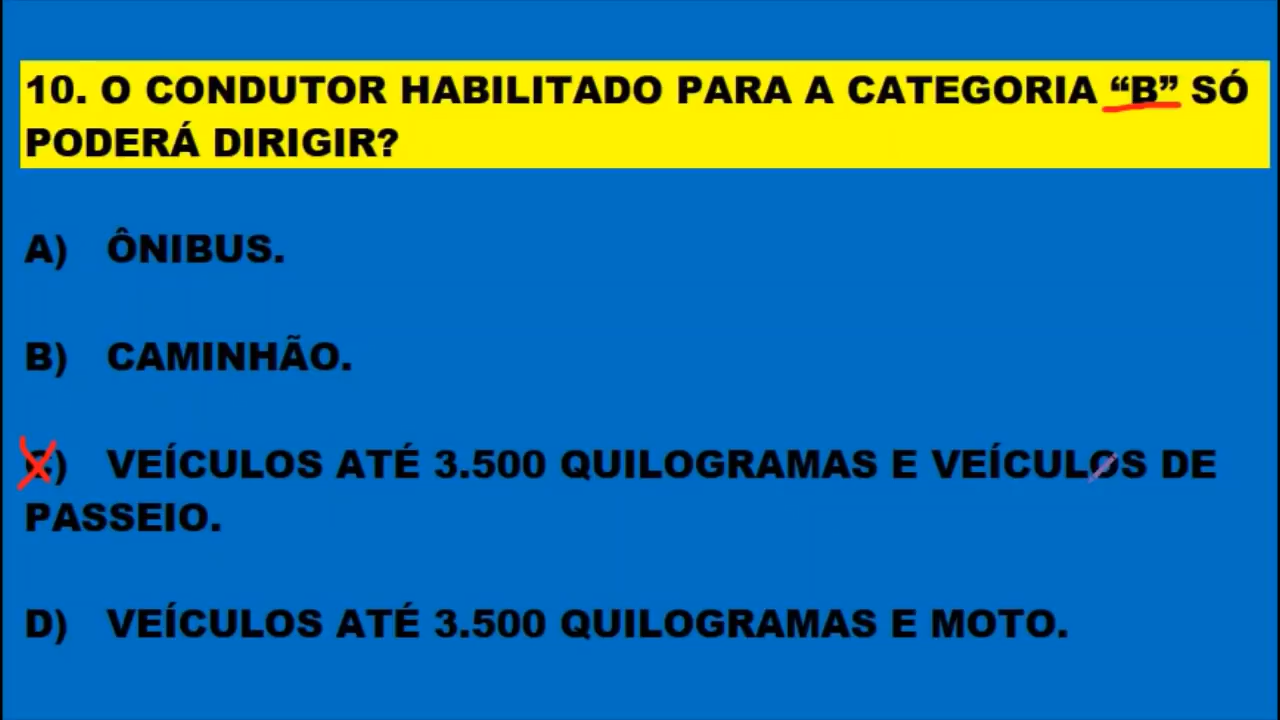 10. O CONDUTOR HABILITADO PARA A CATEGORIA “B” SÓ
PODERÁ DIRIGIR?
A) ÔNIBUS.
B) CAMINHÃO.
C) VEÍCULOS ATÉ 3.500 QUILOGRAMAS E VEÍCULOS DE
PASSEIO.
D) VEÍCULOS ATÉ 3.500 QUILOGRAMAS E MOTO.